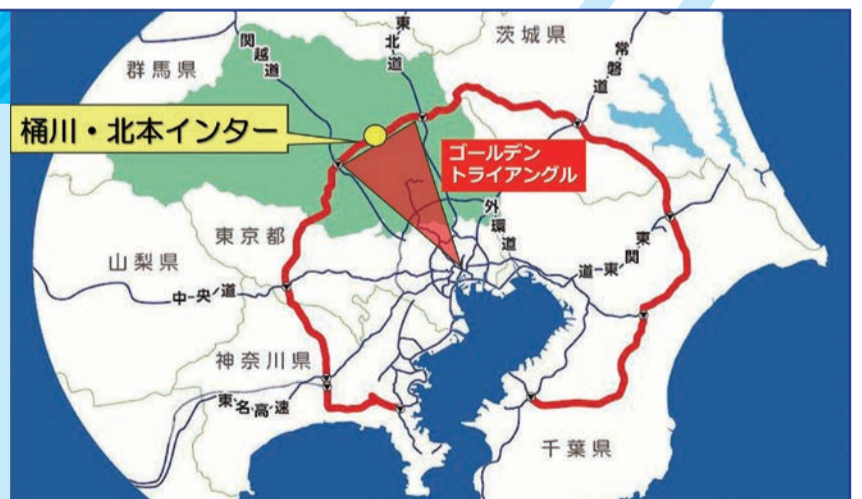 群馬県
関越道
東北道
茨城県
常磐道
桶川・北本インター
ゴールデン
トライアングル
外環道
東京都
山梨県
中央道
東関東道
神奈川県
東名高速
千葉県